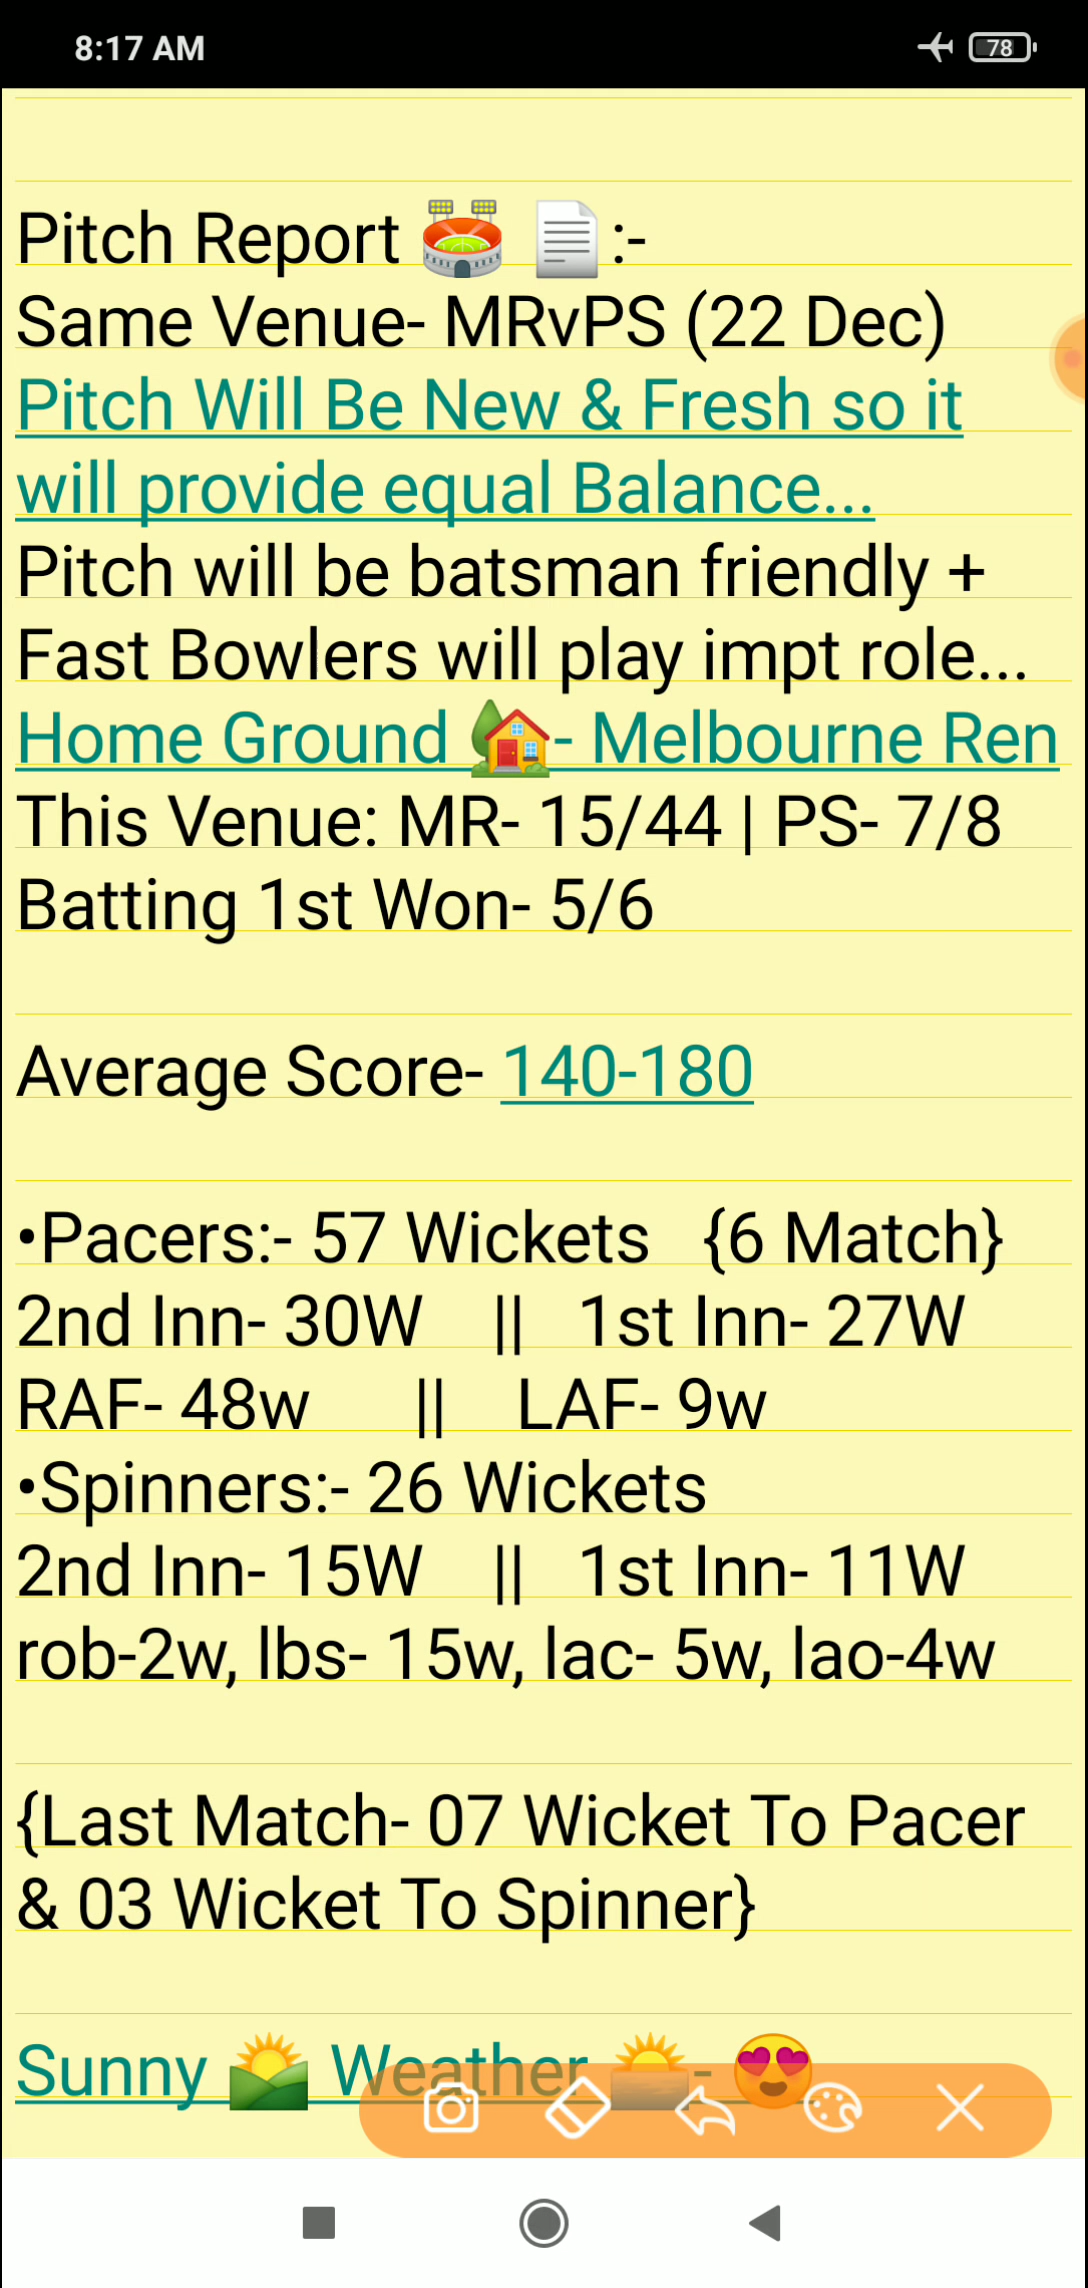 8:17 AM
78
Pitch Report 🏟️ 📄:-
Same Venue- MRvPS (22 Dec)
Pitch Will Be New & Fresh so it
will provide equal Balance...
Pitch will be batsman friendly +
Fast Bowlers will play impt role...
Home Ground 🏡- Melbourne Ren
This Venue: MR- 15/44 | PS- 7/8
Batting 1st Won- 5/6
Average Score- 140-180
•Pacers:- 57 Wickets {6 Match}
2nd Inn- 30W || 1st Inn- 27W
RAF- 48w || LAF- 9w
•Spinners:- 26 Wickets
2nd Inn- 15W || 1st Inn- 11W
rob-2w, lbs- 15w, lac- 5w, lao-4w
{Last Match- 07 Wicket To Pacer
& 03 Wicket To Spinner}
Sunny 🌄 Weather 🌅- 😍